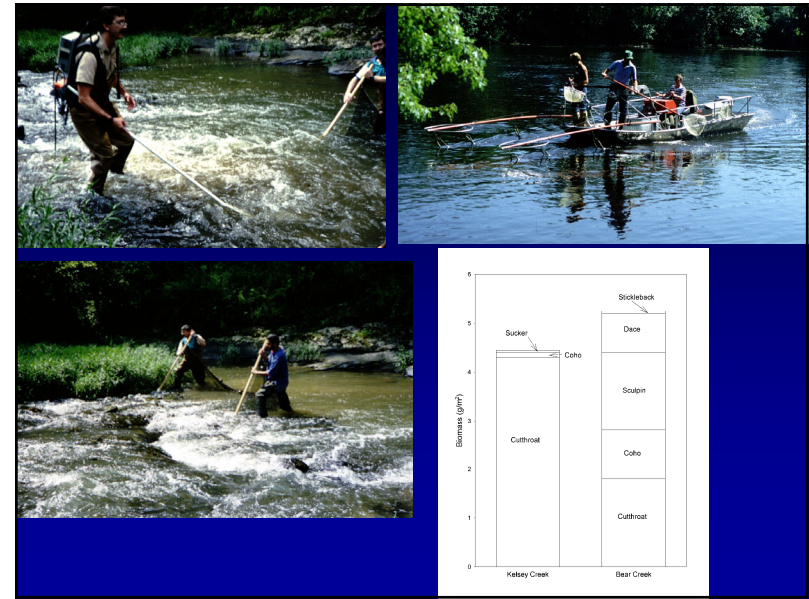 6
5
4
3
2
1
0
Biomass (g/m²)
Sucker
Coho
Cutthroat
Stickleback
Dace
Sculpin
Coho
Cutthroat
Kelsey Creek
Bear Creek